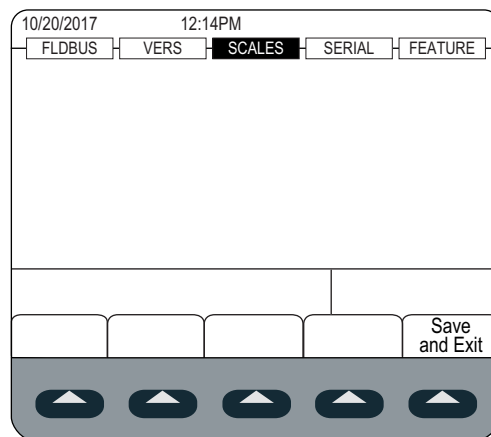 10/20/2017 12:14PM
FLDBUS VERS SCALES SERIAL FEATURE
Save
and Exit